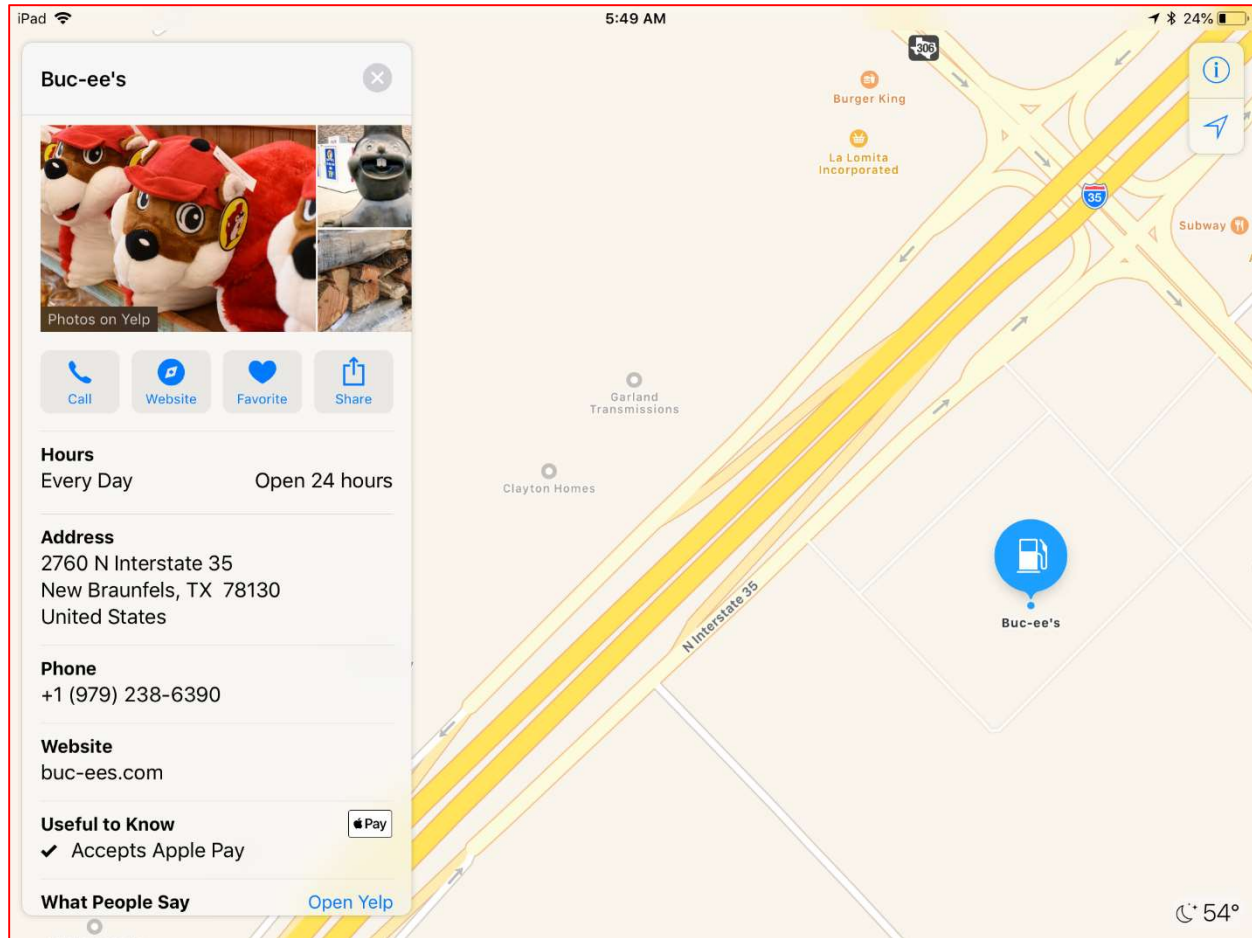 iPad
5:49 AM
24%
Buc-ee's
Photos on Yelp
Call
Website
Favorite
Share
Hours
Every Day
Open 24 hours
Address
2760 N Interstate 35
New Braunfels, TX  78130
United States
Phone
+1 (979) 238-6390
Website
buc-ees.com
Useful to Know
Pay
Accepts Apple Pay
What People Say
Open Yelp
306
Burger King
La Lomita
Incorporated
35
Subway
Garland
Transmissions
Clayton Homes
N Interstate 35
Buc-ee's
54°